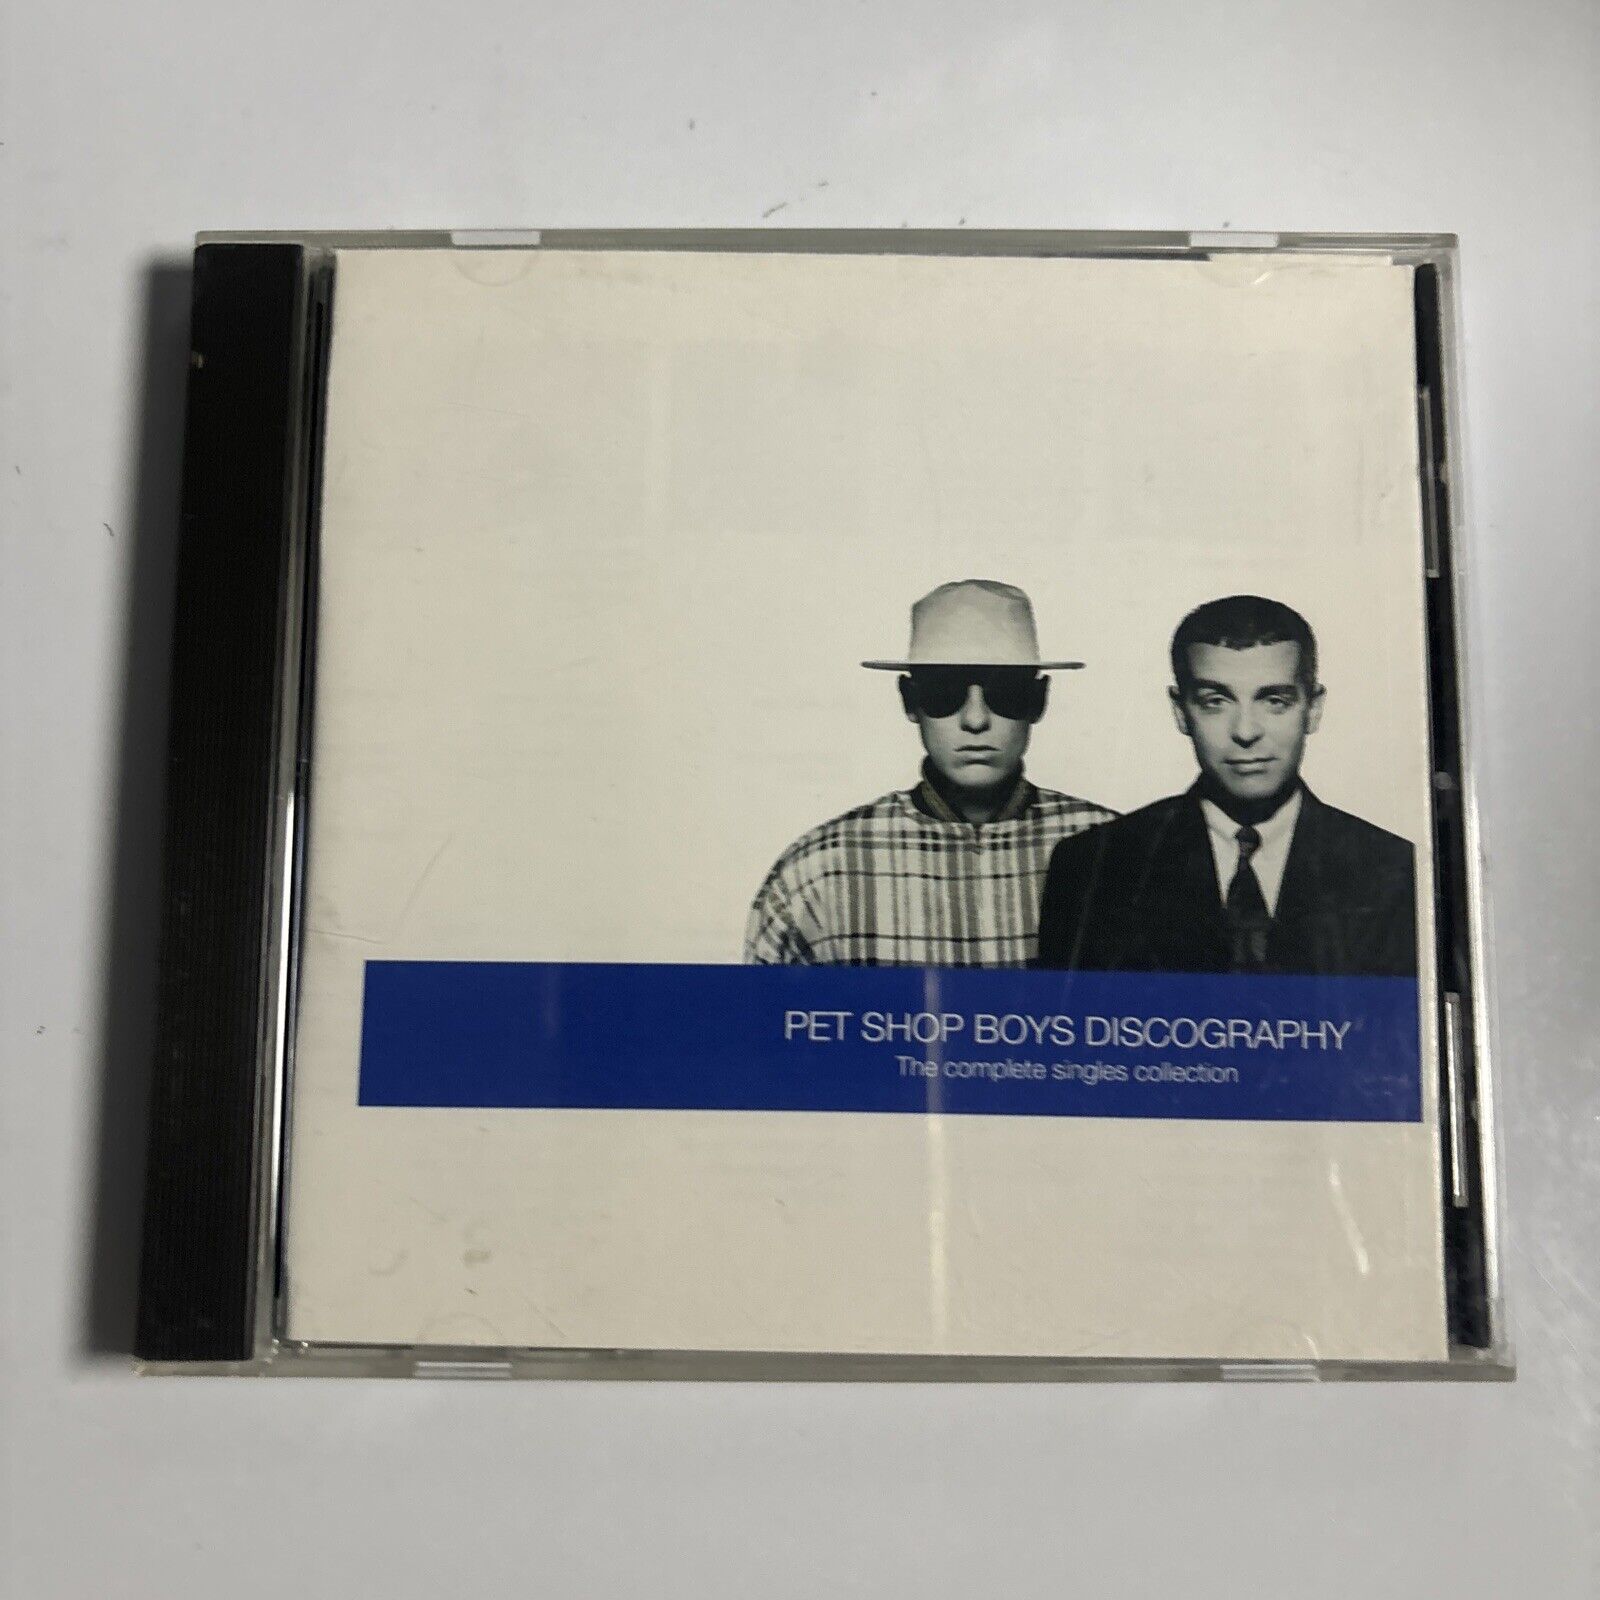 PET SHOP BOYS DISCOGRAPHY
The complete singles collection